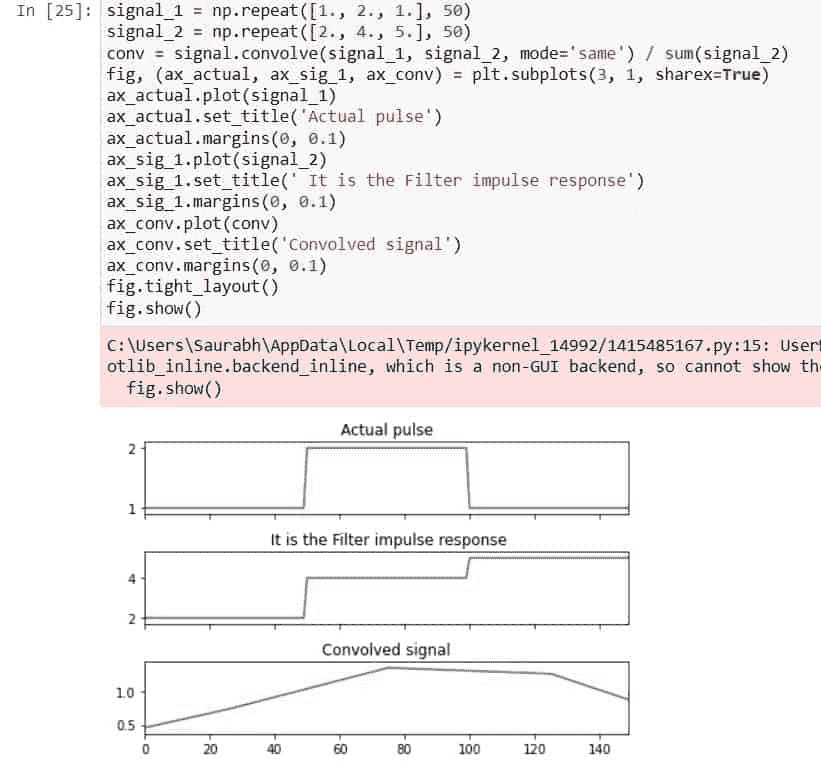 In [25]: signal_1 = np.repeat([1., 2., 1.], 50)
signal_2 = np.repeat([2., 4., 5.], 50)
conv = signal.convolve(signal_1, signal_2, mode='same') / sum(signal_2)
fig, (ax_actual, ax_sig_1, ax_conv) = plt.subplots(3, 1, sharex=True)
ax_actual.plot(signal_1)
ax_actual.set_title('Actual pulse')
ax_actual.margins(0, 0.1)
ax_sig_1.plot(signal_2)
ax_sig_1.set_title(' It is the Filter impulse response')
ax_sig_1.margins(0, 0.1)
ax_conv.plot(conv)
ax_conv.set_title('Convolved signal')
ax_conv.margins(0, 0.1)
fig.tight_layout()
fig.show()
C:\Users\Saurabh\AppData\Local\Temp/ipykernel_14992/1415485167.py:15: User
otlib_inline.backend_inline, which is a non-GUI backend, so cannot show the
fig.show()
Actual pulse
2
1
It is the Filter impulse response
4
2
Convolved signal
1.0
0.5
0 20 40 60 80 100 120 140